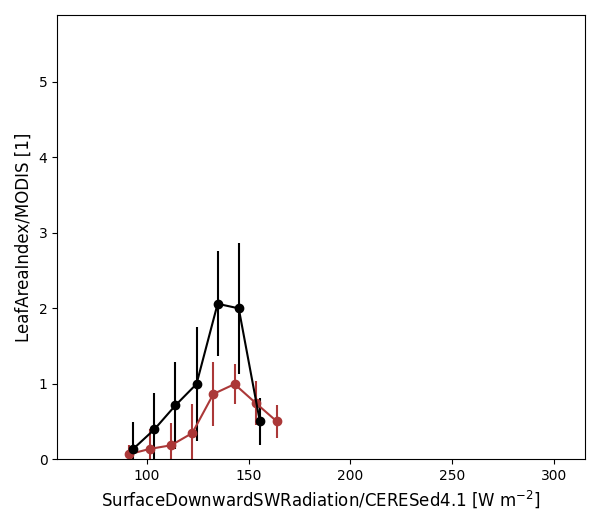 5
4
3
2
1
0
LeafAreaIndex/MODIS [1]
100 150 200 250 300
SurfaceDownwardSWRadiation/CERESed4.1 [W m⁻²]